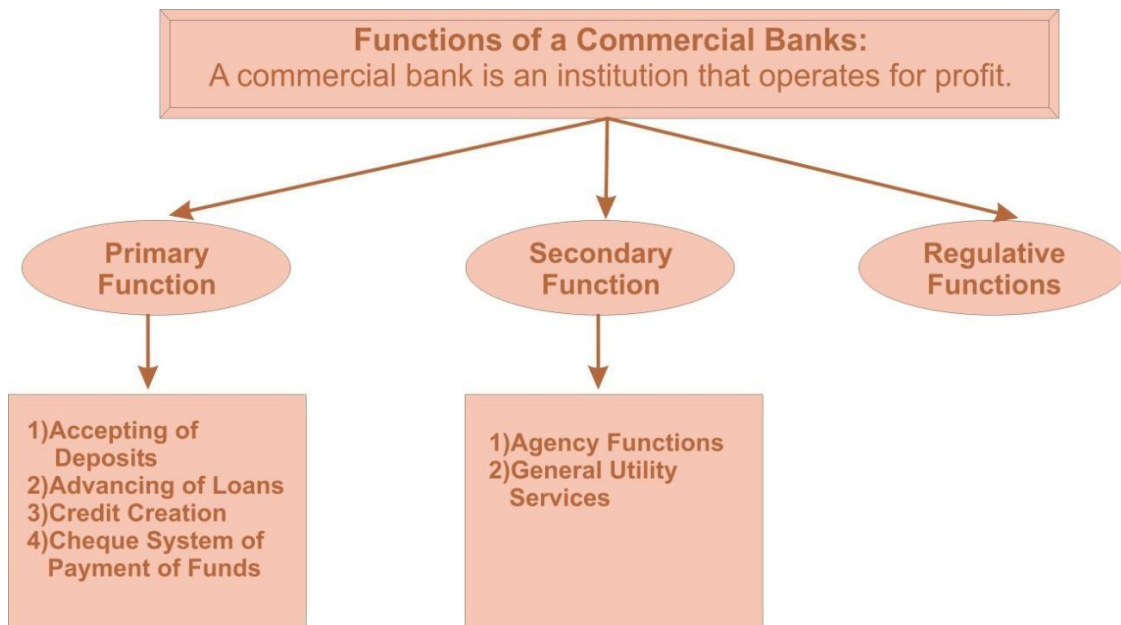 Functions of a Commercial Banks:
A commercial bank is an institution that operates for profit.
Primary
Function
Secondary
Function
Regulative
Functions
1)Accepting of
Deposits
2)Advancing of Loans
3)Credit Creation
4)Cheque System of
Payment of Funds
1)Agency Functions
2)General Utility
Services